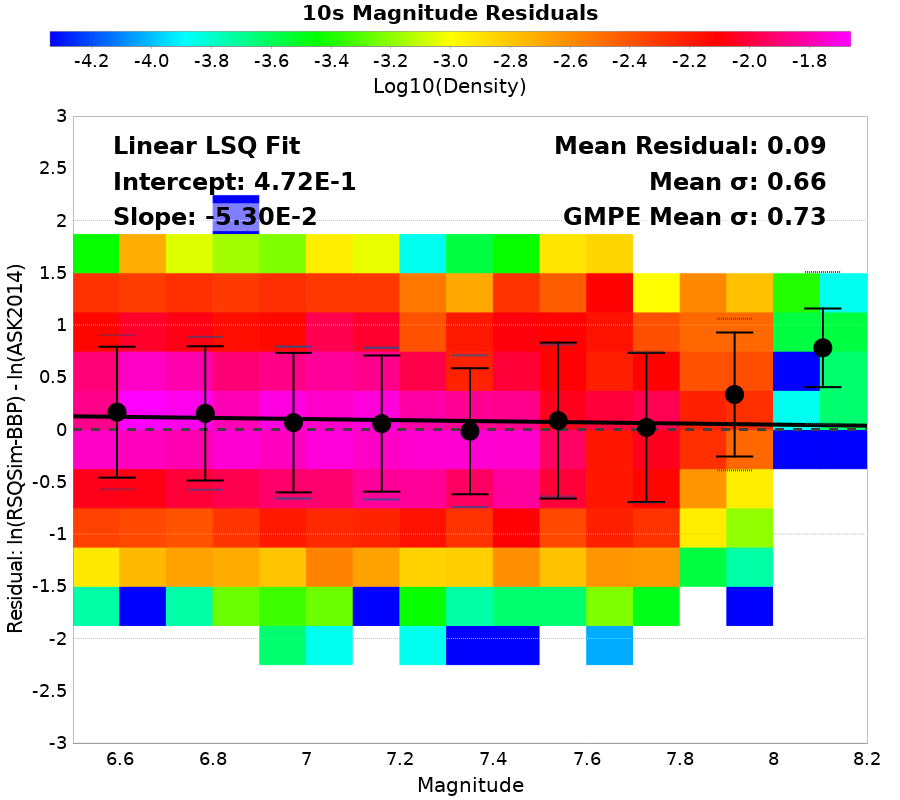 10s Magnitude Residuals
-4.2 -4.0 -3.8 -3.6 -3.4 -3.2 -3.0 -2.8 -2.6 -2.4 -2.2 -2.0 -1.8
Log10(Density)
Linear LSQ Fit
Intercept: 4.72E-1
Slope: -5.30E-2
Mean Residual: 0.09
Mean σ: 0.66
GMPE Mean σ: 0.73
Residual: ln(RSQSim-BBP) - ln(ASK2014)
3
2.5
2
1.5
1
0.5
0
-0.5
-1
-1.5
-2
-2.5
-3
6.6 6.8 7 7.2 7.4 7.6 7.8 8 8.2
Magnitude